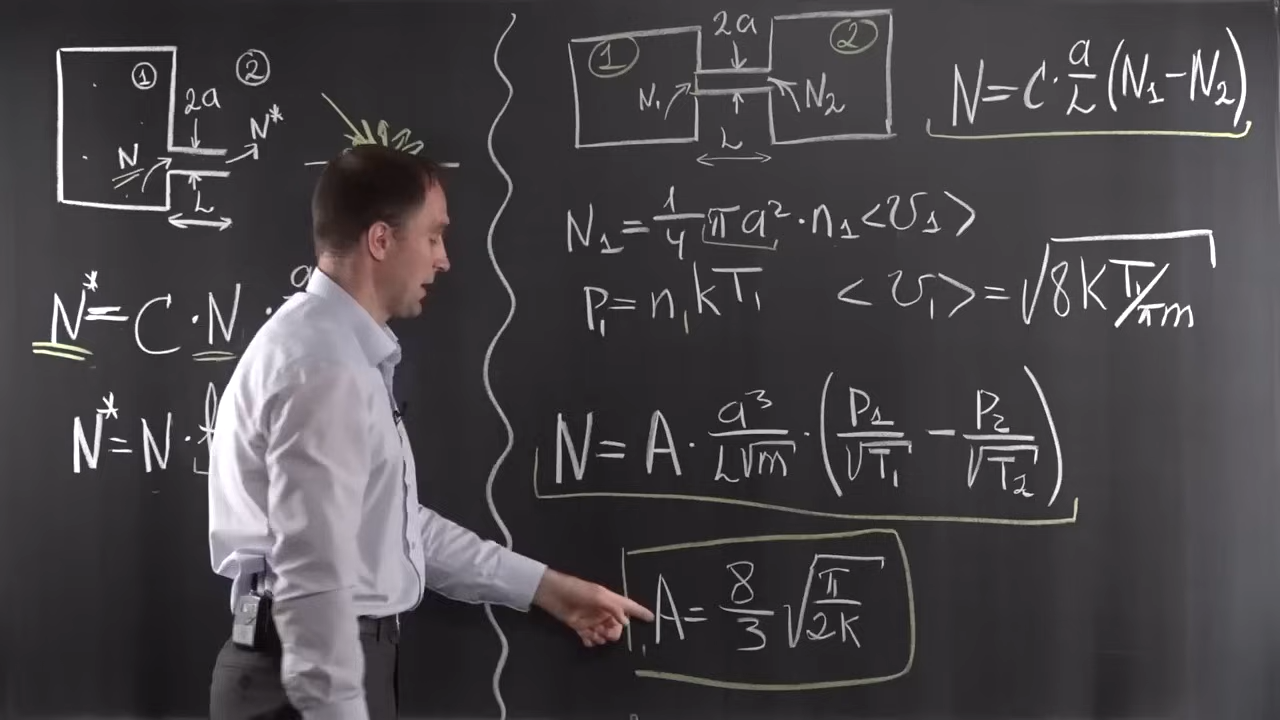 ① ②
2a
N N*
L
N* = C · N · a
N* = N ·
① 2a ②
N₁ N₂
L
N = C · a/L (N₁ − N₂)
N₁ = 1/4 πa² · n₁ <υ₁>
P₁ = n₁kT₁ <υ₁> = √(8kT₁/πm)
N = A · a³/(L√m) · (P₁/√T₁ − P₂/√T₂)
A = 8/3 √(π/2k)